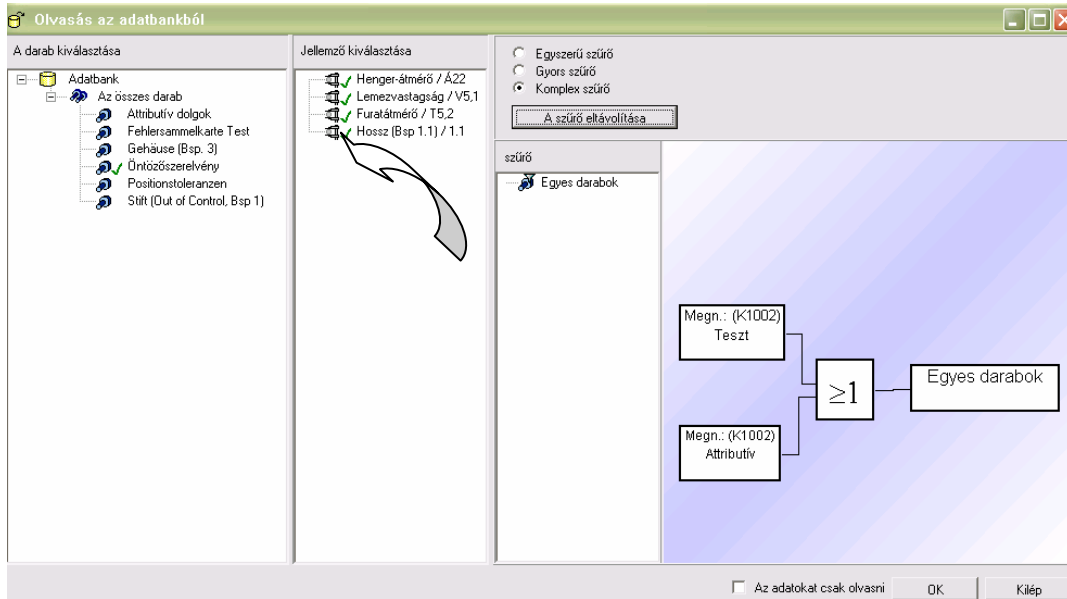 Olvasás az adatbankból
A darab kiválasztása
Adatbank
Az összes darab
Attributív dolgok
Fehlersammelkarte Test
Gehäuse (Bsp. 3)
Öntözőszerelvény
Positionstoleranzen
Stift (Out of Control, Bsp 1)
Jellemző kiválasztása
Henger-átmérő / Á22
Lemezvastagság / V5,1
Furatátmérő / T5,2
Hossz (Bsp 1.1) / 1.1
Egyszerű szűrő
Gyors szűrő
Komplex szűrő
A szűrő eltávolítása
szűrő
Egyes darabok
Megn.: (K1002)
Teszt
≥1
Egyes darabok
Megn.: (K1002)
Attributív
Az adatokat csak olvasni
OK
Kilép